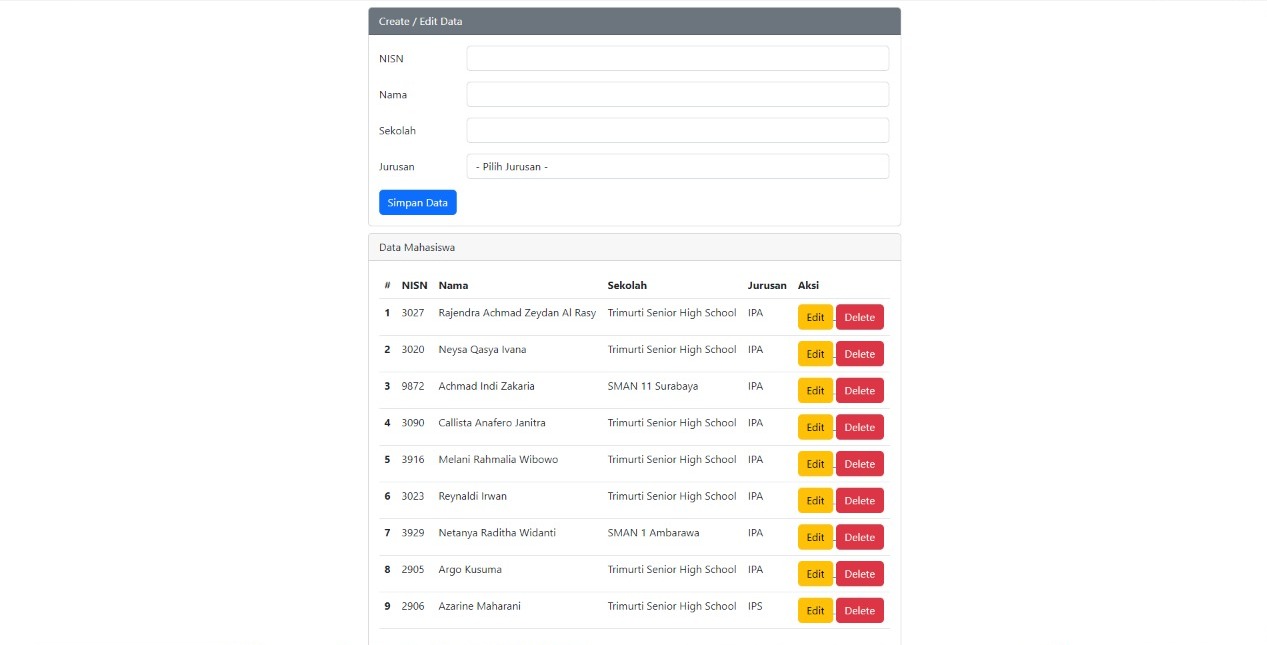 Create / Edit Data
NISN
Nama
Sekolah
Jurusan - Pilih Jurusan -
Simpan Data
Data Mahasiswa
# NISN Nama Sekolah Jurusan Aksi
1 3027 Rajendra Achmad Zeydan Al Rasy Trimurti Senior High School IPA Edit Delete
2 3020 Neysa Qasya Ivana Trimurti Senior High School IPA Edit Delete
3 9872 Achmad Indi Zakaria SMAN 11 Surabaya IPA Edit Delete
4 3090 Callista Anafero Janitra Trimurti Senior High School IPA Edit Delete
5 3916 Melani Rahmalia Wibowo Trimurti Senior High School IPA Edit Delete
6 3023 Reynaldi Irwan Trimurti Senior High School IPA Edit Delete
7 3929 Netanya Raditha Widanti SMAN 1 Ambarawa IPA Edit Delete
8 2905 Argo Kusuma Trimurti Senior High School IPA Edit Delete
9 2906 Azarine Maharani Trimurti Senior High School IPS Edit Delete